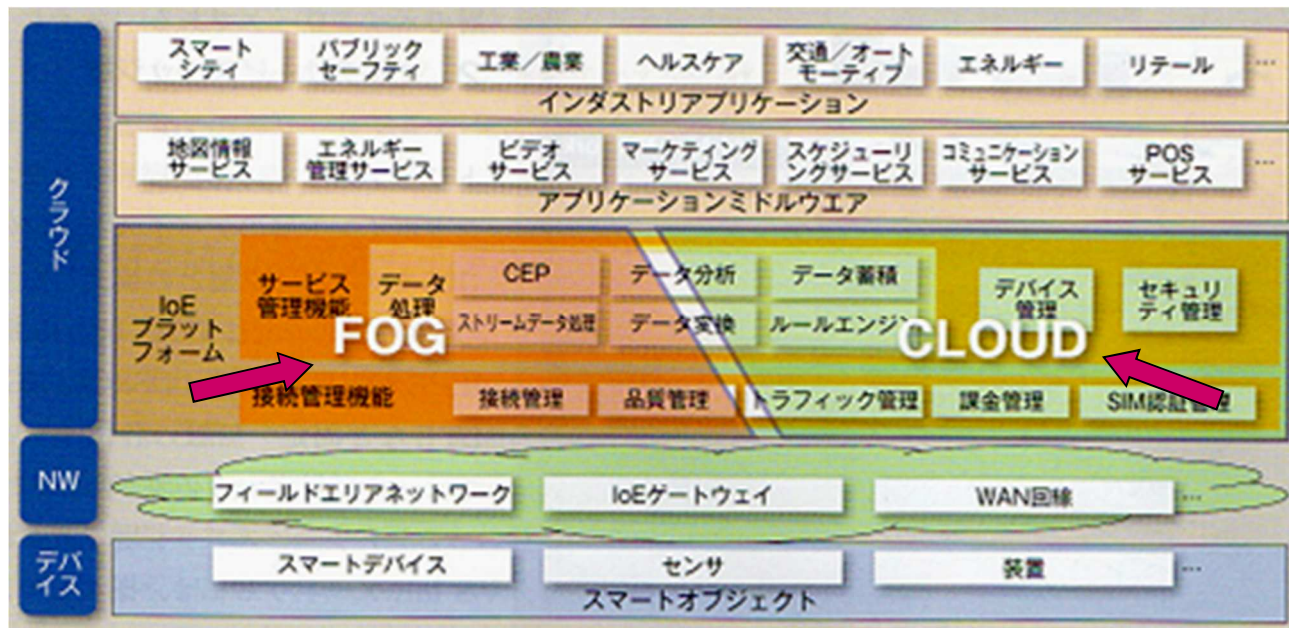 クラウド
スマート
シティ
パブリック
セーフティ
工業／農業
ヘルスケア
交通／オート
モーティブ
エネルギー
リテール
…
インダストリアプリケーション
地図情報
サービス
エネルギー
管理サービス
ビデオ
サービス
マーケティング
サービス
スケジューリ
ングサービス
コミュニケーション
サービス
POS
サービス
…
アプリケーションミドルウエア
IoE
プラット
フォーム
サービス
管理機能
データ
処理
CEP
データ分析
データ蓄積
デバイス
管理
セキュリ
ティ管理
ストリームデータ処理
データ変換
ルールエンジン
FOG
CLOUD
接続管理機能
接続管理
品質管理
トラフィック管理
課金管理
SIM認証管理
NW
フィールドエリアネットワーク
IoEゲートウェイ
WAN回線
…
デバ
イス
スマートデバイス
センサ
装置
…
スマートオブジェクト